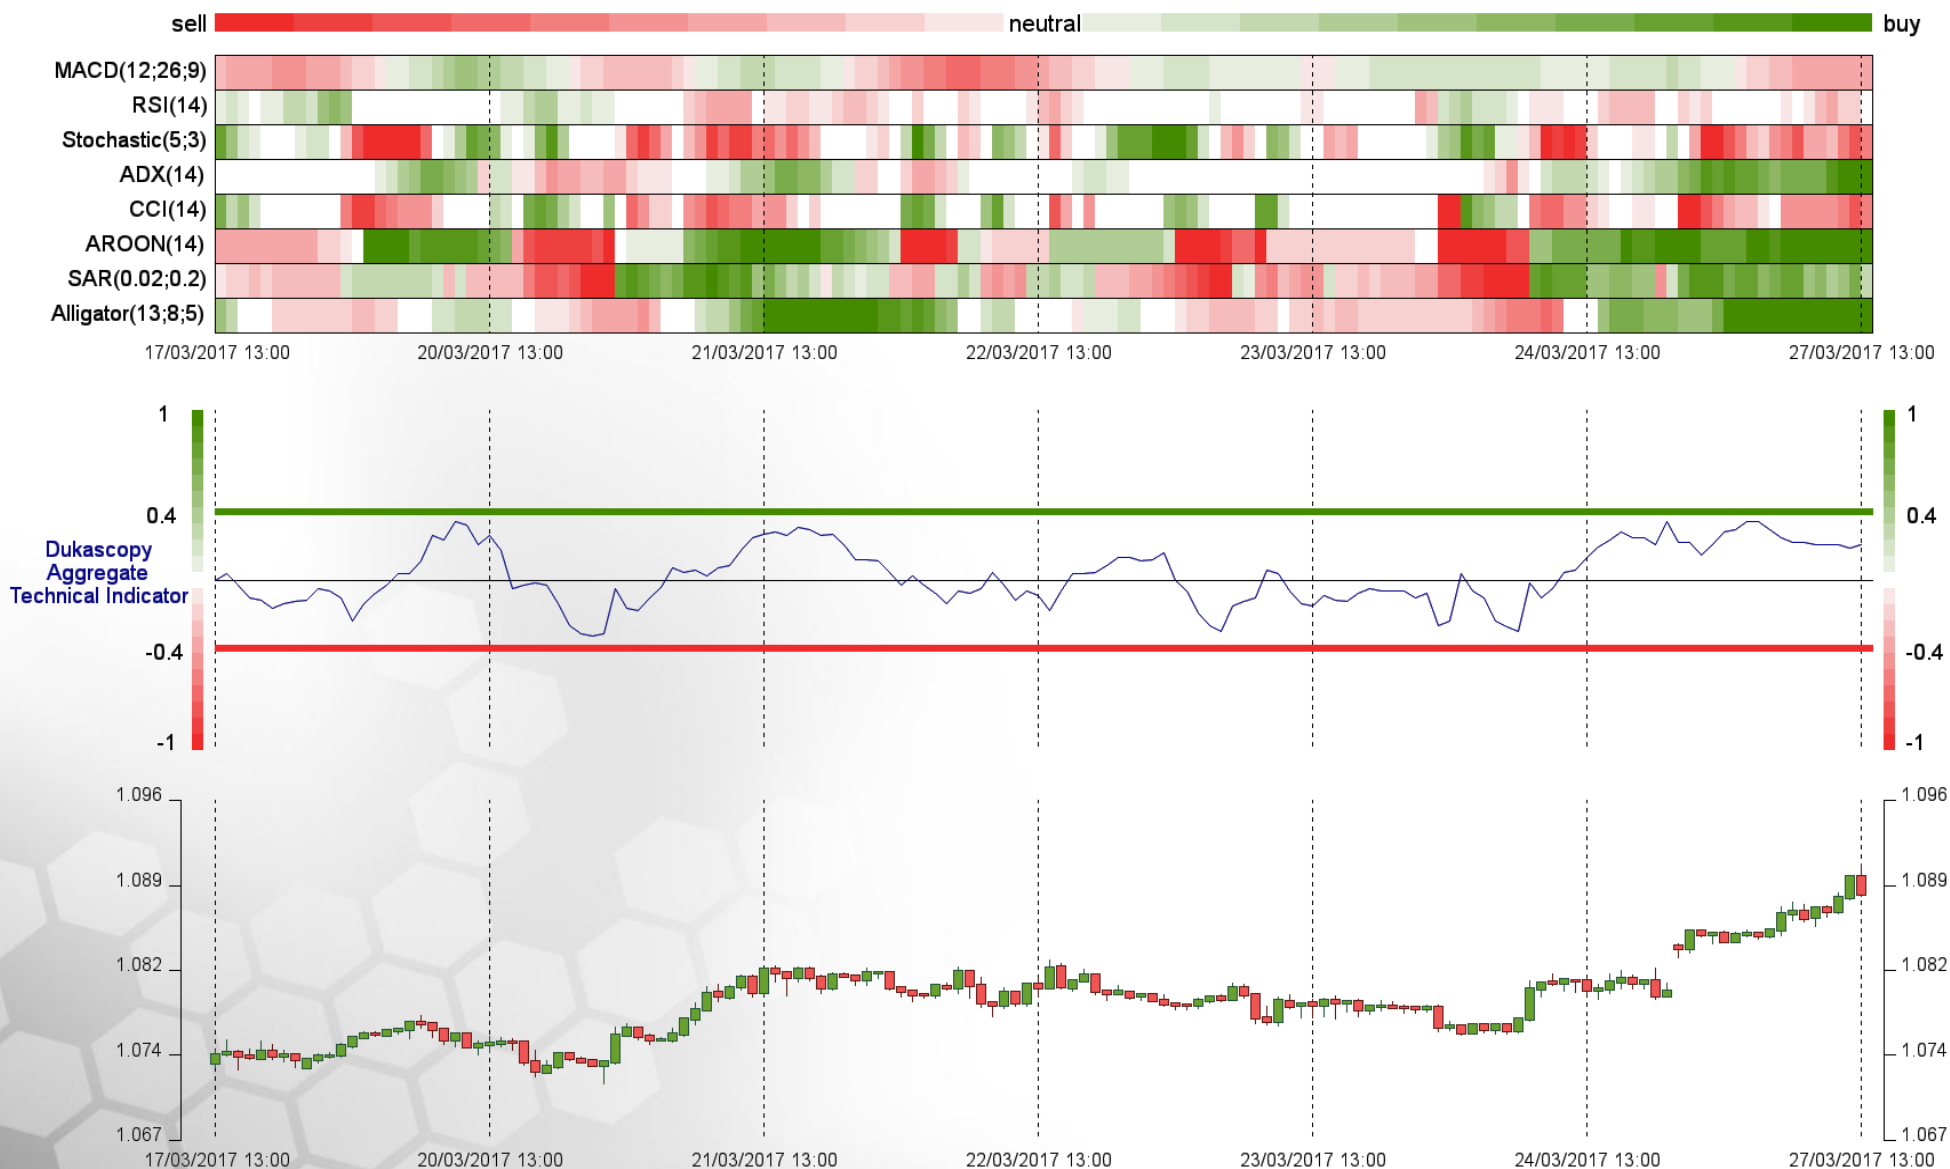 sell neutral buy
MACD(12;26;9)
RSI(14)
Stochastic(5;3)
ADX(14)
CCI(14)
AROON(14)
SAR(0.02;0.2)
Alligator(13;8;5)
17/03/2017 13:00 20/03/2017 13:00 21/03/2017 13:00 22/03/2017 13:00 23/03/2017 13:00 24/03/2017 13:00 27/03/2017 13:00
1 1
0.4 0.4
Dukascopy
Aggregate
Technical Indicator
-0.4 -0.4
-1 -1
1.096 1.096
1.089 1.089
1.082 1.082
1.074 1.074
1.067 1.067
17/03/2017 13:00 20/03/2017 13:00 21/03/2017 13:00 22/03/2017 13:00 23/03/2017 13:00 24/03/2017 13:00 27/03/2017 13:00